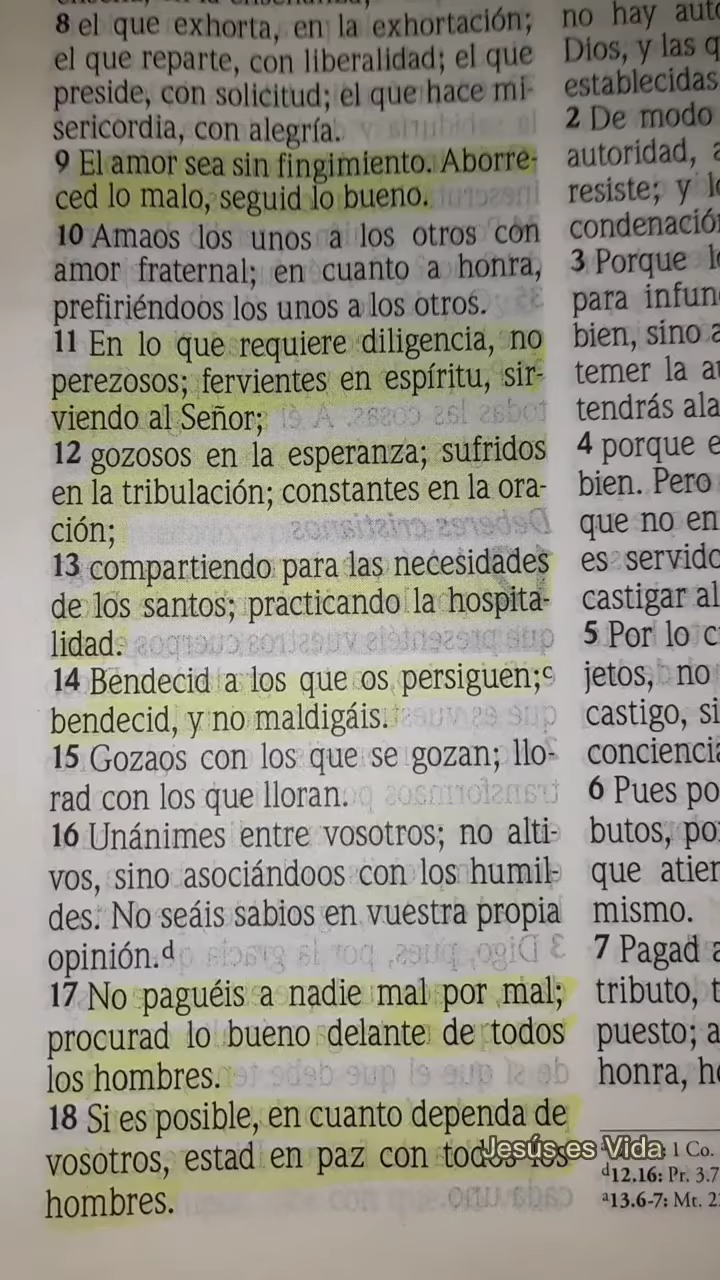 8 el que exhorta, en la exhortación;
el que reparte, con liberalidad; el que
preside, con solicitud; el que hace mi-
sericordia, con alegría.
9 El amor sea sin fingimiento. Aborre-
ced lo malo, seguid lo bueno.
10 Amaos los unos a los otros con
amor fraternal; en cuanto a honra,
prefiriéndoos los unos a los otros.
11 En lo que requiere diligencia, no
perezosos; fervientes en espíritu, sir-
viendo al Señor;
12 gozosos en la esperanza; sufridos
en la tribulación; constantes en la ora-
ción;
13 compartiendo para las necesidades
de los santos; practicando la hospita-
lidad.
14 Bendecid a los que os persiguen;c
bendecid, y no maldigáis.
15 Gozaos con los que se gozan; llo-
rad con los que lloran.
16 Unánimes entre vosotros; no alti-
vos, sino asociándoos con los humil-
des. No seáis sabios en vuestra propia
opinión.d
17 No paguéis a nadie mal por mal;
procurad lo bueno delante de todos
los hombres.
18 Si es posible, en cuanto dependa de
vosotros, estad en paz con todos los
hombres.
no hay
Dios, y las
establecidas
2 De modo
autoridad,
resiste; y
3 Porque
para
bien, sino
temer la
tendrás
4 porque
bien. Pero
que no en
es
castigar al
5 Por lo
jetos, no
castigo,
6 Pues
butos,
que
mismo.
7 Pagad
tributo,
puesto;
honra,
1 Co.
d12.16: Pr. 3.7
a13.6-7: Mt.
Jesús es Vida